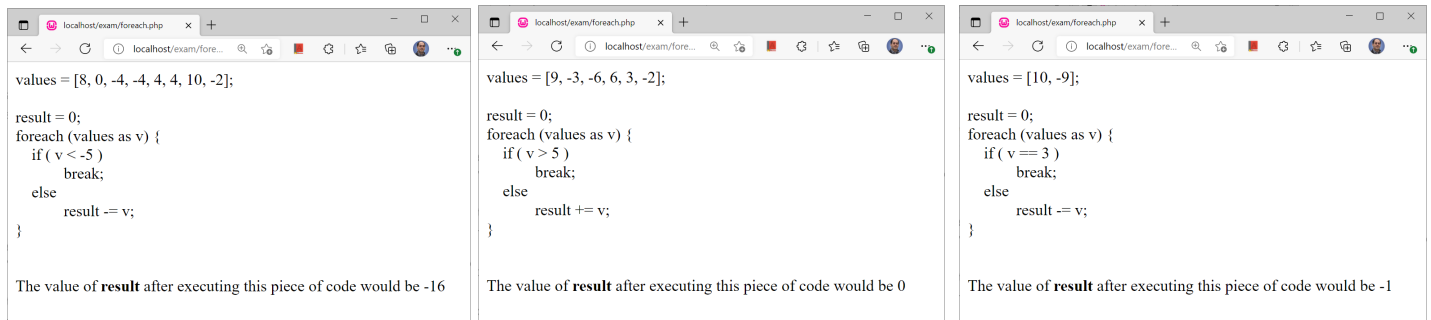 localhost/exam/foreach.php
localhost/exam/fore...
values = [8, 0, -4, -4, 4, 4, 10, -2];
result = 0;
foreach (values as v) {
if ( v < -5 )
break;
else
result -= v;
}
The value of result after executing this piece of code would be -16
localhost/exam/foreach.php
localhost/exam/fore...
values = [9, -3, -6, 6, 3, -2];
result = 0;
foreach (values as v) {
if ( v > 5 )
break;
else
result += v;
}
The value of result after executing this piece of code would be 0
localhost/exam/foreach.php
localhost/exam/fore...
values = [10, -9];
result = 0;
foreach (values as v) {
if ( v == 3 )
break;
else
result -= v;
}
The value of result after executing this piece of code would be -1